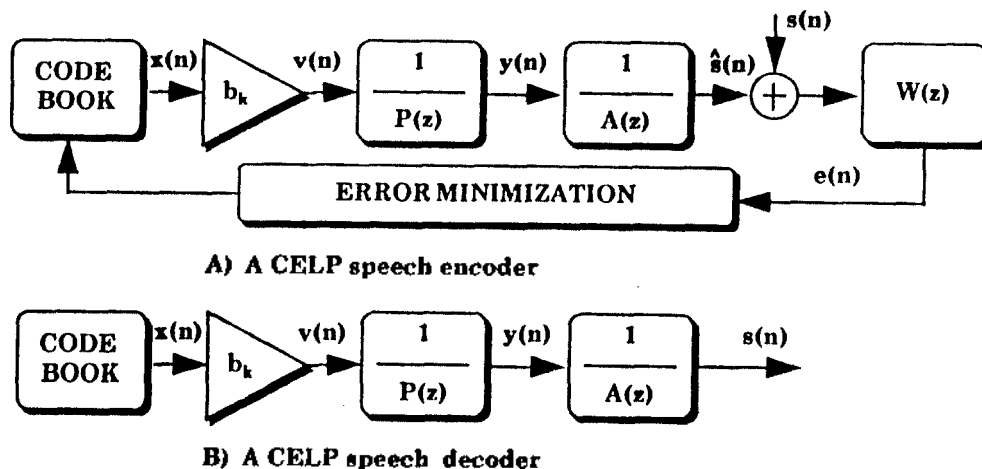 s(n)
CODE BOOK
x(n)
b_k
v(n)
1
P(z)
y(n)
1
A(z)
ŝ(n)
+
W(z)
ERROR MINIMIZATION
e(n)
A) A CELP speech encoder
CODE BOOK
x(n)
b_k
v(n)
1
P(z)
y(n)
1
A(z)
s(n)
B) A CELP speech decoder